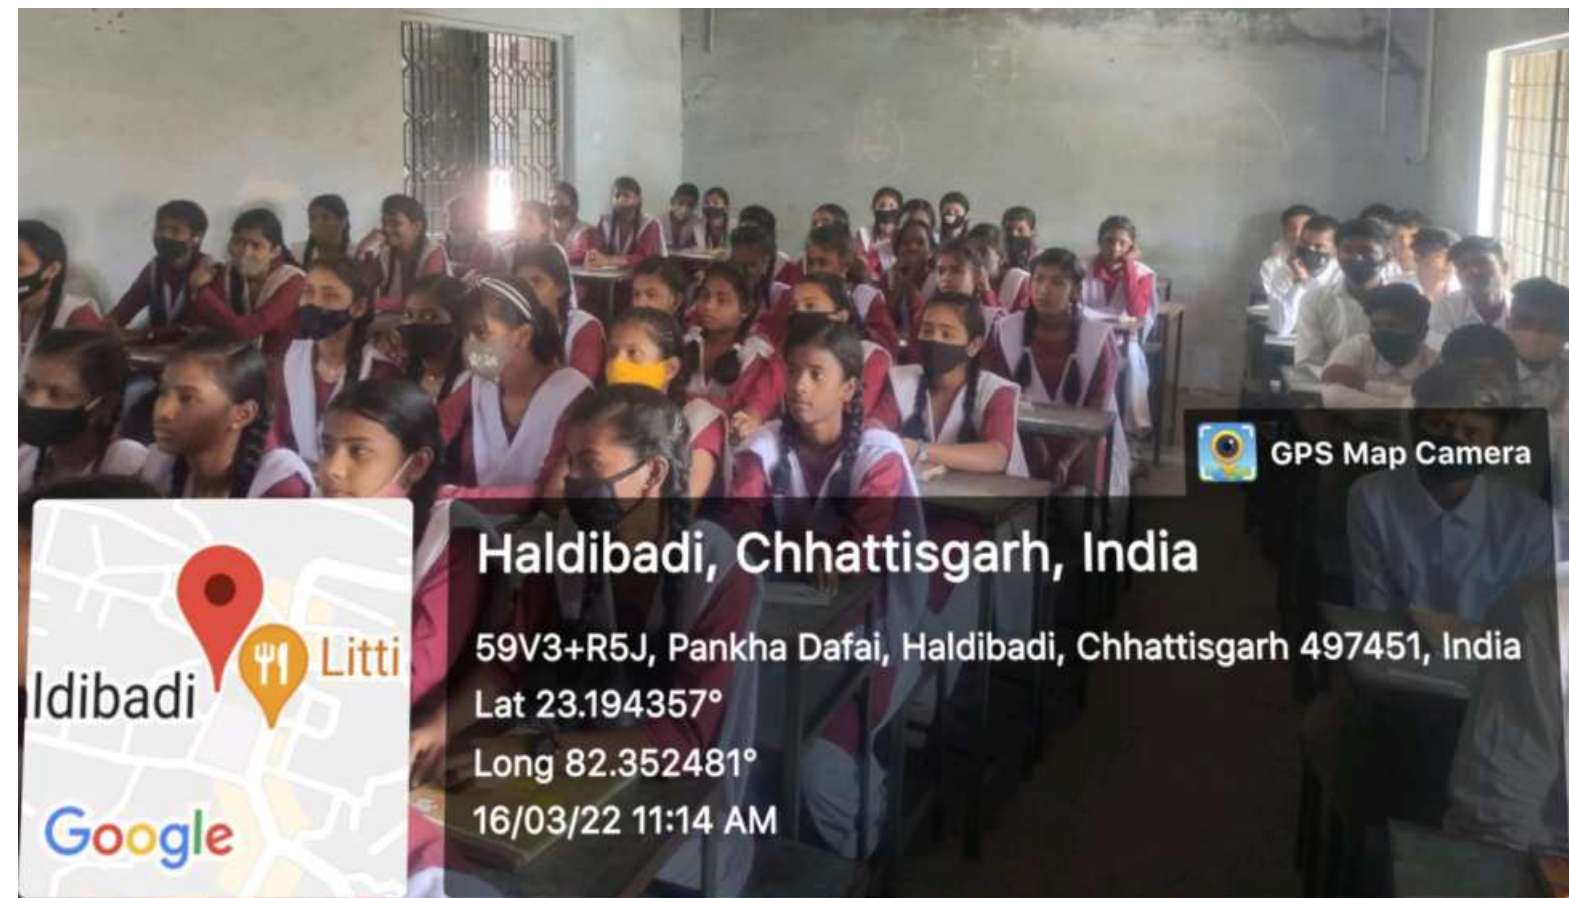 GPS Map Camera
Haldibadi, Chhattisgarh, India
59V3+R5J, Pankha Dafai, Haldibadi, Chhattisgarh 497451, India
Lat 23.194357°
Long 82.352481°
16/03/22 11:14 AM
Litti
ldibadi
Google